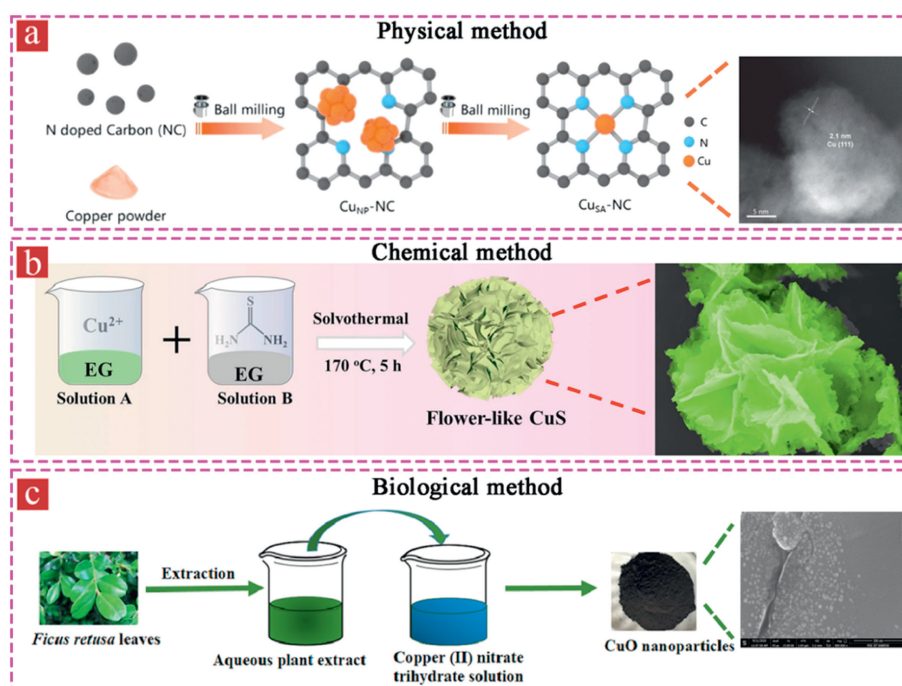 a
Physical method
N doped Carbon (NC)
Copper powder
Ball milling
CuNP-NC
Ball milling
CuSA-NC
C
N
Cu
2.1 nm
Cu (111)
5 nm
b
Chemical method
Cu²⁺
EG
Solution A
+
S
H₂N NH₂
EG
Solution B
Solvothermal
170 °C, 5 h
Flower-like CuS
c
Biological method
Ficus retusa leaves
Extraction
Aqueous plant extract
Copper (II) nitrate
trihydrate solution
CuO nanoparticles